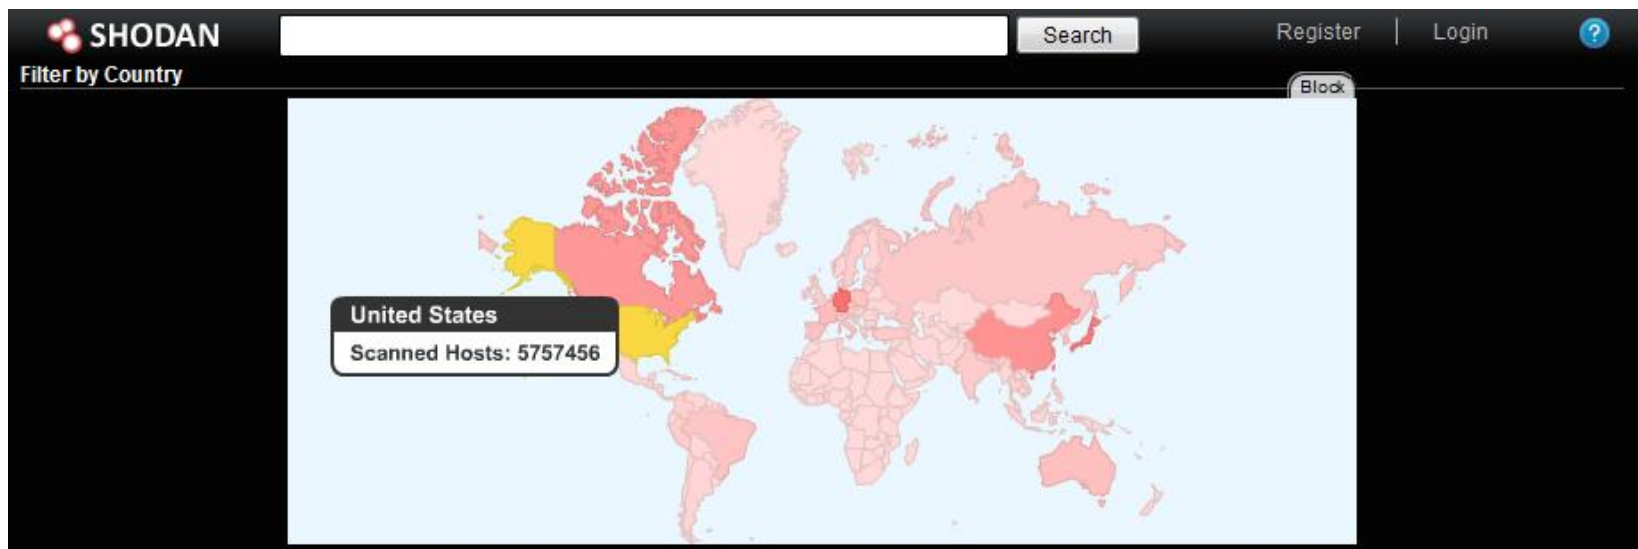 SHODAN
Search
Register | Login
?
Filter by Country
Block
United States
Scanned Hosts: 5757456